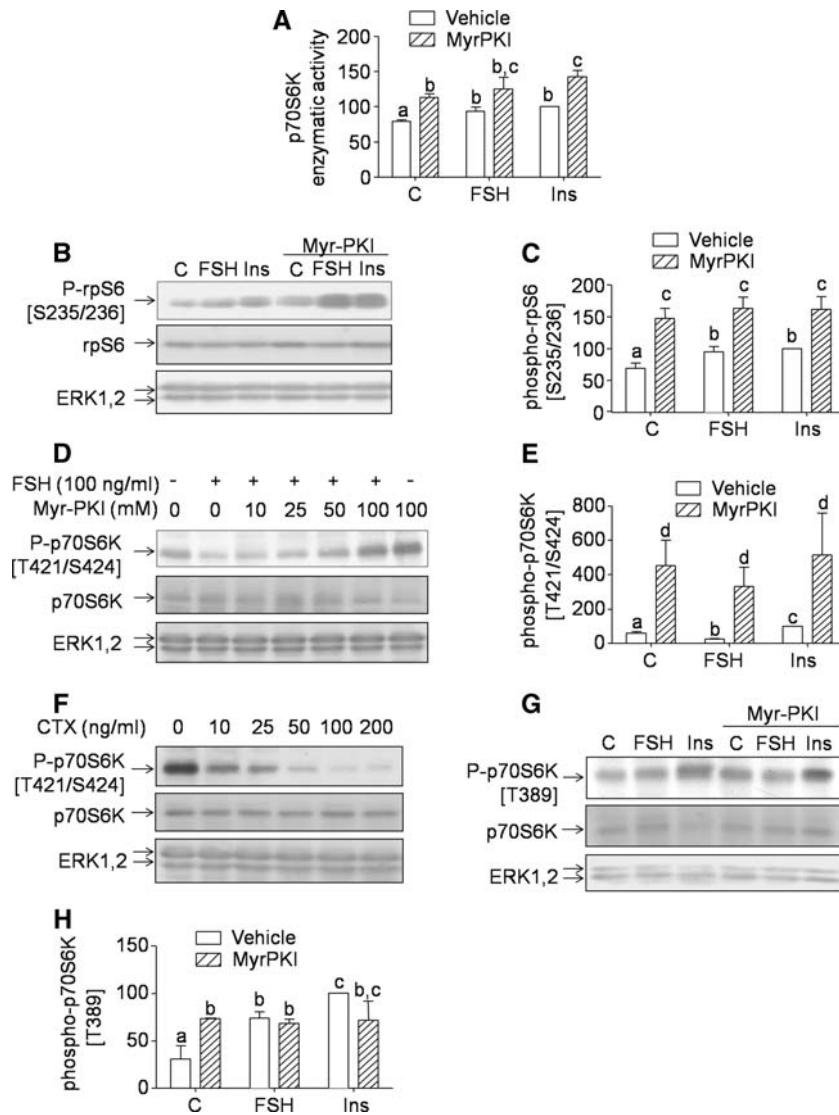 A
Vehicle
MyrPKI
p70S6K
enzymatic activity
200
150
100
50
0
a
b
b
b,c
b
c
C FSH Ins
B
Myr-PKI
C FSH Ins C FSH Ins
P-rpS6
[S235/236]
rpS6
ERK1,2
C
Vehicle
MyrPKI
phospho-rpS6
[S235/236]
200
150
100
50
0
a
c
b
c
b
c
C FSH Ins
D
FSH (100 ng/ml) - + + + + + -
Myr-PKI (mM) 0 0 10 25 50 100 100
P-p70S6K
[T421/S424]
p70S6K
ERK1,2
E
Vehicle
MyrPKI
phospho-p70S6K
[T421/S424]
800
600
400
200
0
a
d
b
d
c
d
C FSH Ins
F
CTX (ng/ml) 0 10 25 50 100 200
P-p70S6K
[T421/S424]
p70S6K
ERK1,2
G
Myr-PKI
C FSH Ins C FSH Ins
P-p70S6K
[T389]
p70S6K
ERK1,2
H
Vehicle
MyrPKI
phospho-p70S6K
[T389]
150
100
50
0
a
b
b
b
c
b,c
C FSH Ins